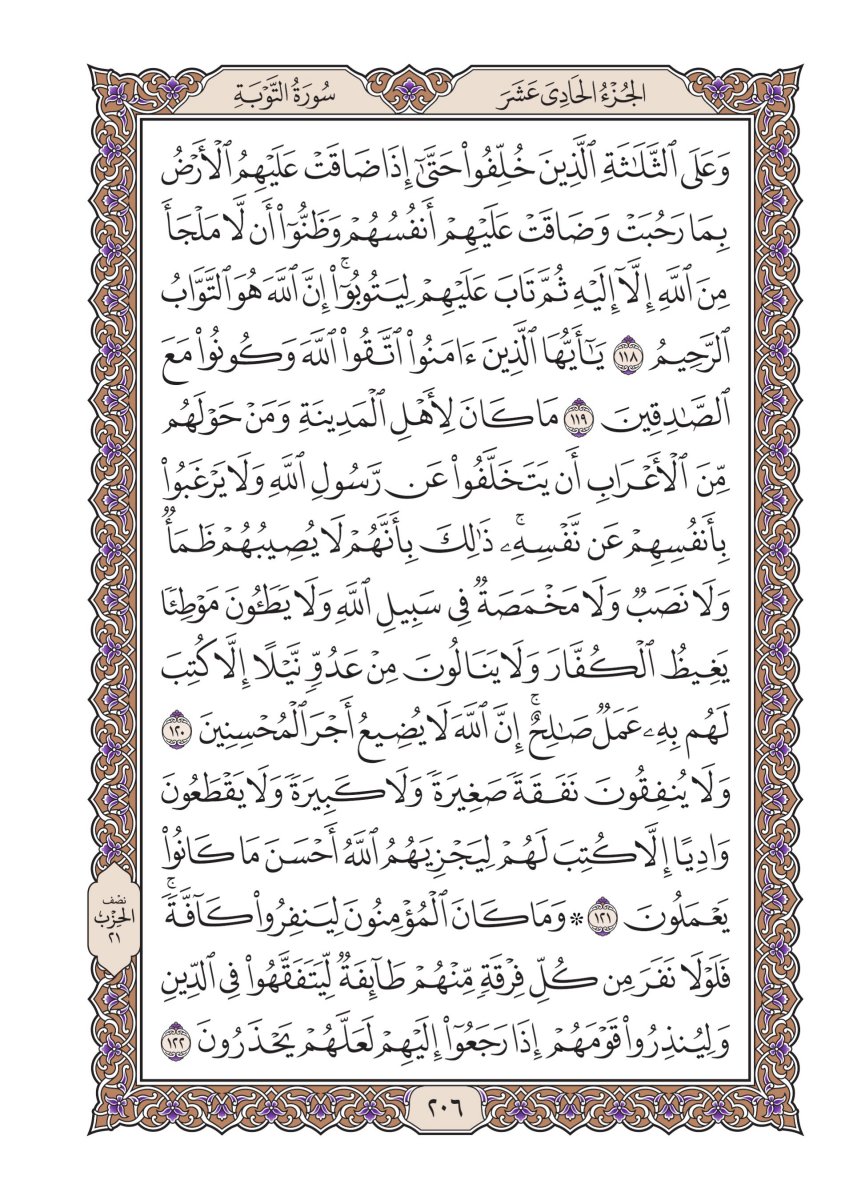 الجُزْءُ الحَادِى عَشَرَ
سُورَةُ التَّوْبَةِ
وَعَلَى ٱلثَّلَٰثَةِ ٱلَّذِينَ خُلِّفُوا۟ حَتَّىٰٓ إِذَا ضَاقَتْ عَلَيْهِمُ ٱلْأَرْضُ
بِمَا رَحُبَتْ وَضَاقَتْ عَلَيْهِمْ أَنفُسُهُمْ وَظَنُّوٓا۟ أَن لَّا مَلْجَأَ
مِنَ ٱللَّهِ إِلَّآ إِلَيْهِ ثُمَّ تَابَ عَلَيْهِمْ لِيَتُوبُوٓا۟ ۚ إِنَّ ٱللَّهَ هُوَ ٱلتَّوَّابُ
ٱلرَّحِيمُ ١١٨ يَٰٓأَيُّهَا ٱلَّذِينَ ءَامَنُوا۟ ٱتَّقُوا۟ ٱللَّهَ وَكُونُوا۟ مَعَ
ٱلصَّٰدِقِينَ ١١٩ مَا كَانَ لِأَهْلِ ٱلْمَدِينَةِ وَمَنْ حَوْلَهُم
مِّنَ ٱلْأَعْرَابِ أَن يَتَخَلَّفُوا۟ عَن رَّسُولِ ٱللَّهِ وَلَا يَرْغَبُوا۟
بِأَنفُسِهِمْ عَن نَّفْسِهِۦ ۚ ذَٰلِكَ بِأَنَّهُمْ لَا يُصِيبُهُمْ ظَمَأٌ
وَلَا نَصَبٌ وَلَا مَخْمَصَةٌ فِى سَبِيلِ ٱللَّهِ وَلَا يَطَـُٔونَ مَوْطِئًا
يَغِيظُ ٱلْكُفَّارَ وَلَا يَنَالُونَ مِنْ عَدُوٍّ نَّيْلًا إِلَّا كُتِبَ
لَهُم بِهِۦ عَمَلٌ صَٰلِحٌ ۚ إِنَّ ٱللَّهَ لَا يُضِيعُ أَجْرَ ٱلْمُحْسِنِينَ ١٢٠
وَلَا يُنفِقُونَ نَفَقَةً صَغِيرَةً وَلَا كَبِيرَةً وَلَا يَقْطَعُونَ
وَادِيًا إِلَّا كُتِبَ لَهُمْ لِيَجْزِيَهُمُ ٱللَّهُ أَحْسَنَ مَا كَانُوا۟
يَعْمَلُونَ ١٢١ ۞ وَمَا كَانَ ٱلْمُؤْمِنُونَ لِيَنفِرُوا۟ كَآفَّةً ۚ
نصْف
الحِزْبِ
٢١
فَلَوْلَا نَفَرَ مِن كُلِّ فِرْقَةٍ مِّنْهُمْ طَآئِفَةٌ لِّيَتَفَقَّهُوا۟ فِى ٱلدِّينِ
وَلِيُنذِرُوا۟ قَوْمَهُمْ إِذَا رَجَعُوٓا۟ إِلَيْهِمْ لَعَلَّهُمْ يَحْذَرُونَ ١٢٢
٢٠٦